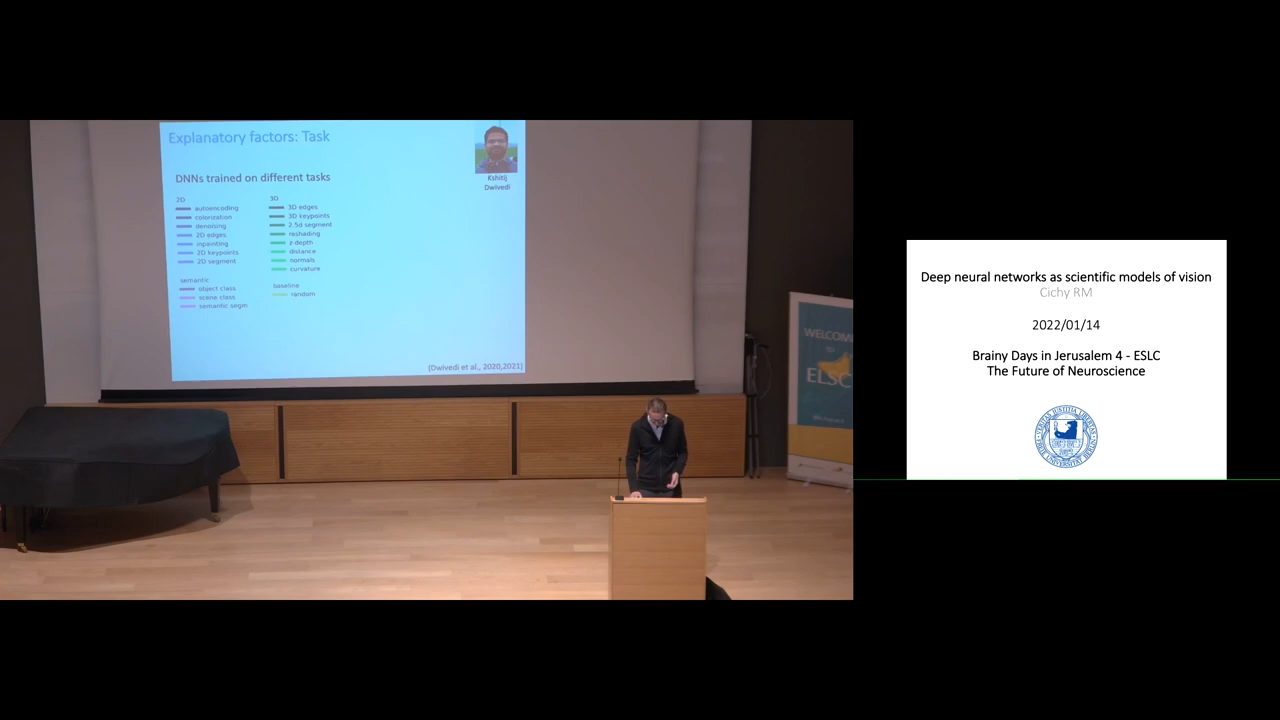 Explanatory factors: Task
Kshitij
Dwivedi
DNNs trained on different tasks
2D
autoencoding
colorization
denoising
2D edges
inpainting
2D keypoints
2D segment
semantic
object class
scene class
semantic segm
3D
3D edges
3D keypoints
2.5d segment
reshading
z-depth
distance
normals
curvature
baseline
random
(Dwivedi et al., 2020,2021)
WELCOM
ELSC
Deep neural networks as scientific models of vision
Cichy RM
2022/01/14
Brainy Days in Jerusalem 4 - ESLC
The Future of Neuroscience